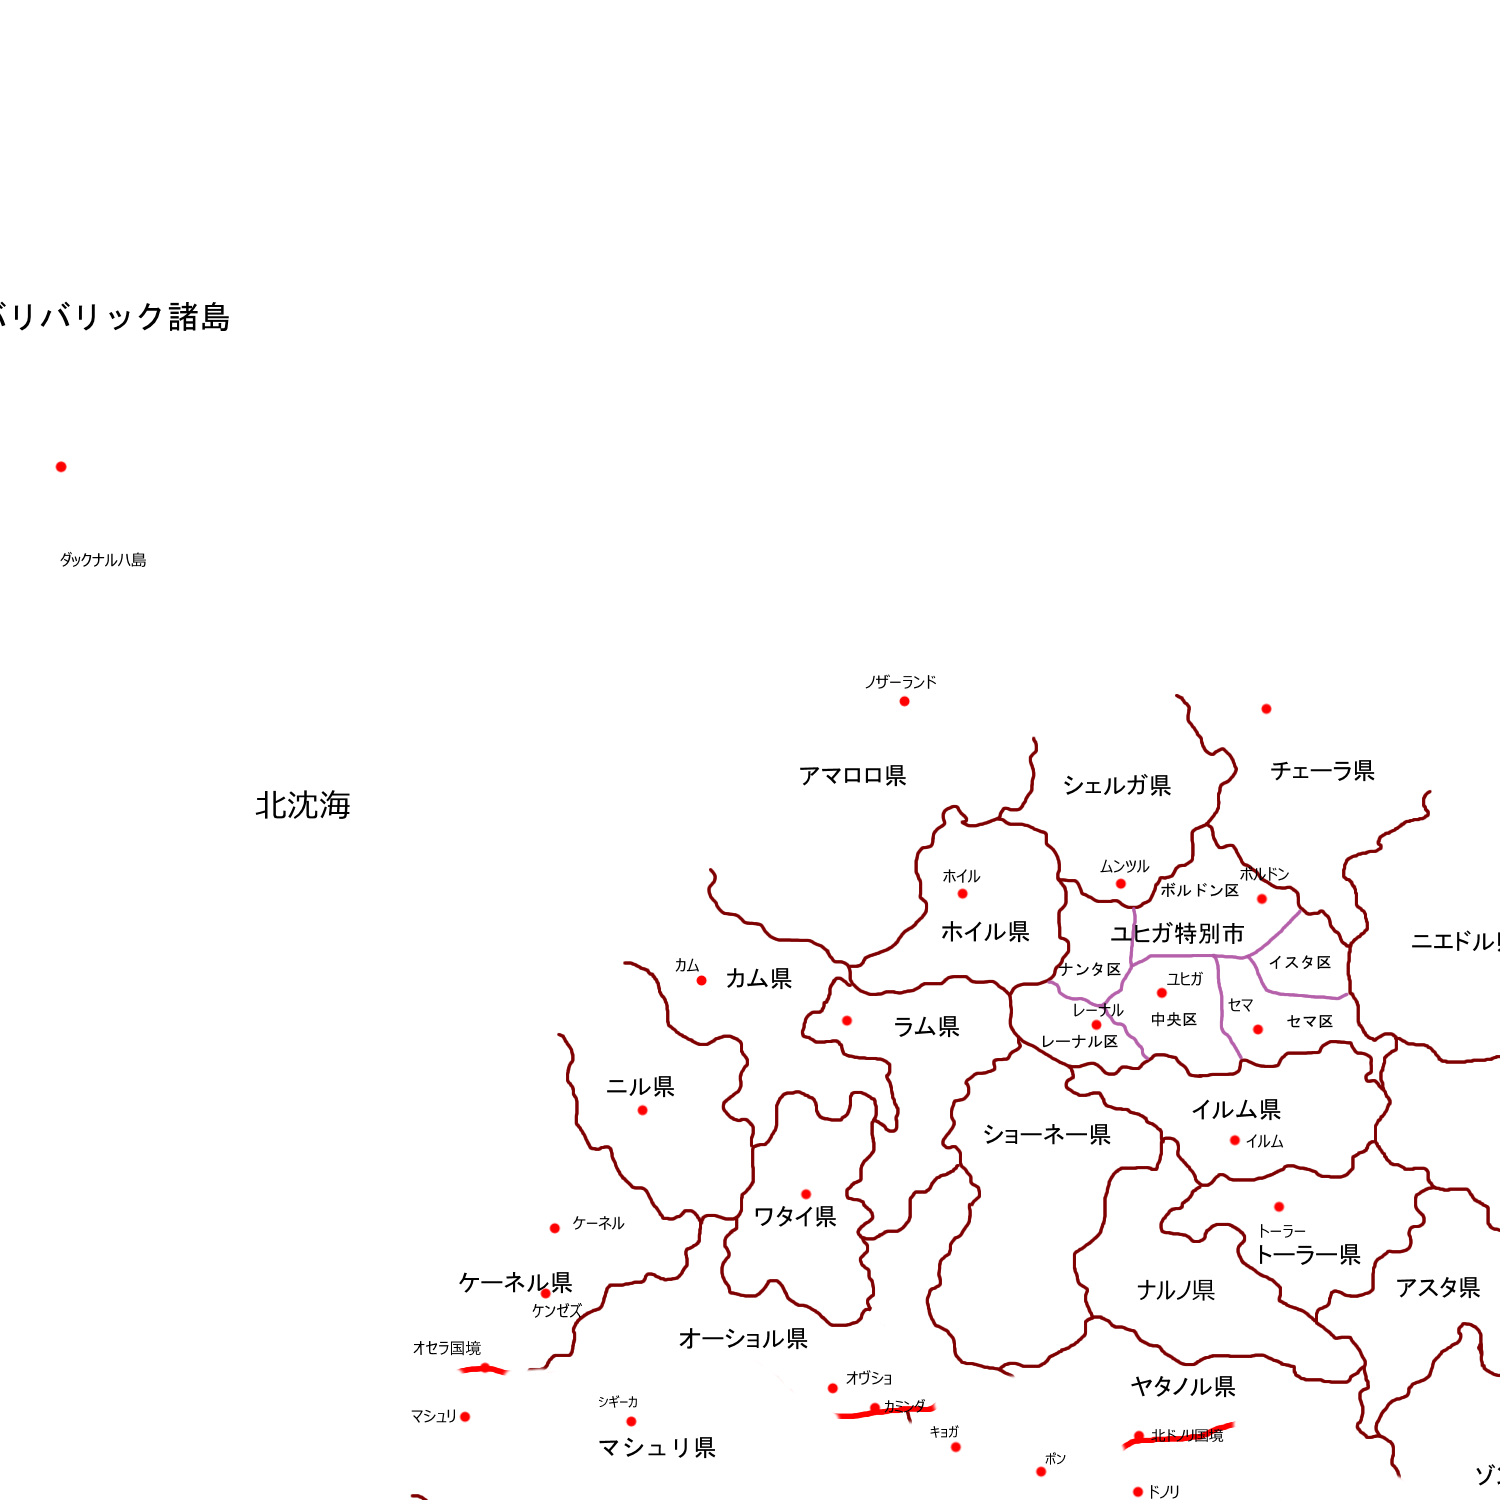 バリバリック諸島
ダックナルハ島
ノザーランド
アマロロ県
シェルガ県
チェーラ県
北沈海
ムンツル
ボルドン
ホイル
ボルドン区
ホイル県
ユヒガ特別市
ニエドル県
カム
カム県
ナンタ区
イスタ区
ユヒガ
セマ
レーナル
ラム県
中央区
セマ区
レーナル区
ニル県
イルム県
ショーネー県
イルム
ワタイ県
ケーネル
トーラー
トーラー県
ケーネル県
ナルノ県
アスタ県
ケンゼズ
オーショル県
オセラ国境
オヴショ
ヤタノル県
シギーカ
カミング
マシュリ
キョガ
北ドノリ国境
マシュリ県
ポン
ドノリ